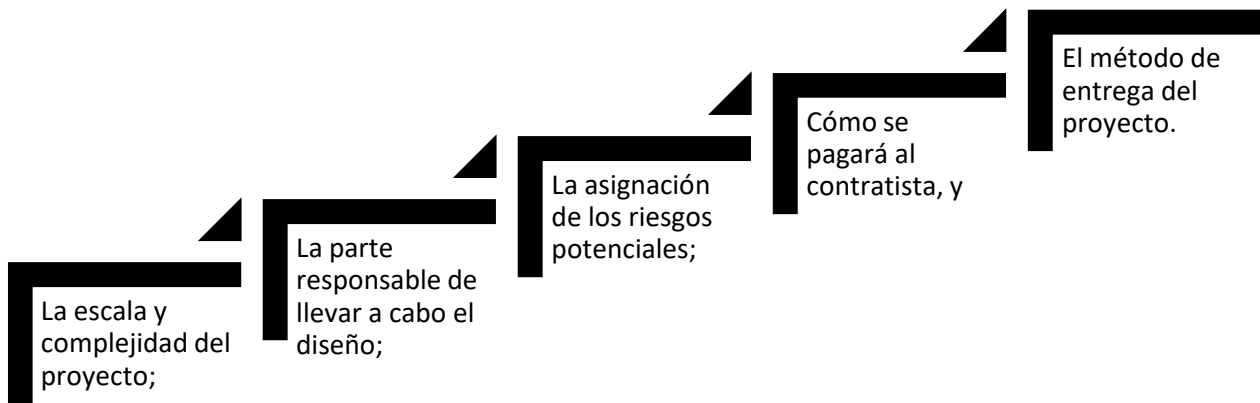 La escala y
complejidad del
proyecto;
La parte
responsable de
llevar a cabo el
diseño;
La asignación
de los riesgos
potenciales;
Cómo se
pagará al
contratista, y
El método de
entrega del
proyecto.